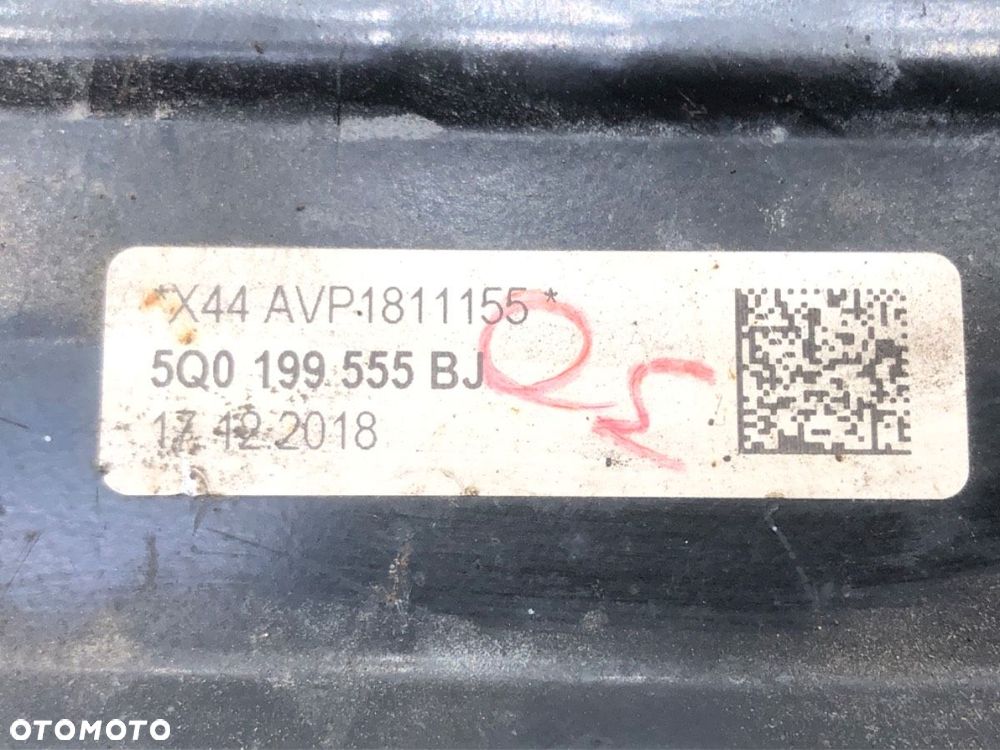 *X44 AVP1811155 *
5Q0 199 555 BJ
17.12.2018
OTOMOTO